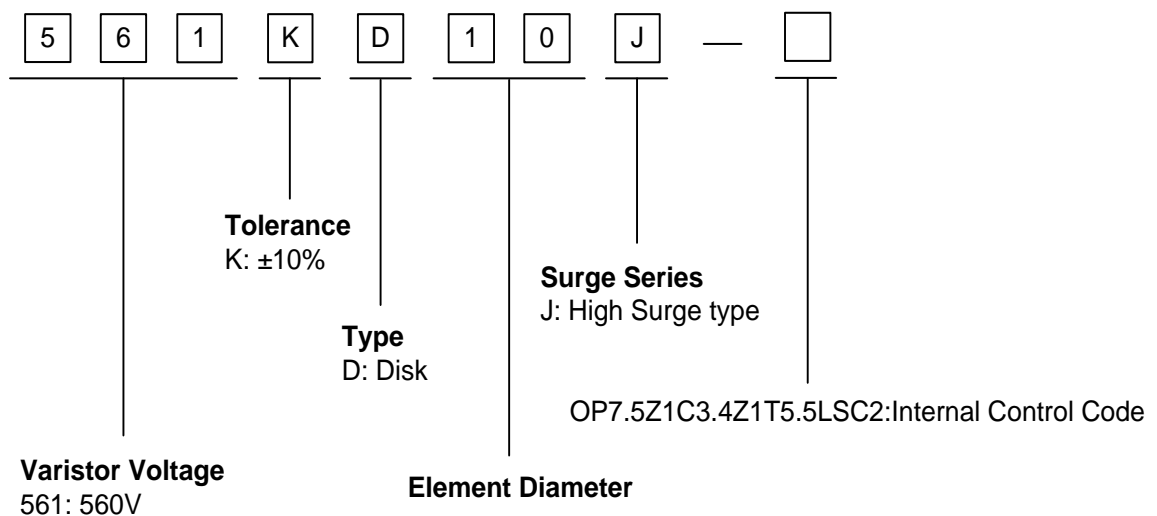 5 6 1 K D 1 0 J —
Tolerance
K: ±10%
Surge Series
J: High Surge type
Type
D: Disk
OP7.5Z1C3.4Z1T5.5LSC2:Internal Control Code
Varistor Voltage
561: 560V
Element Diameter